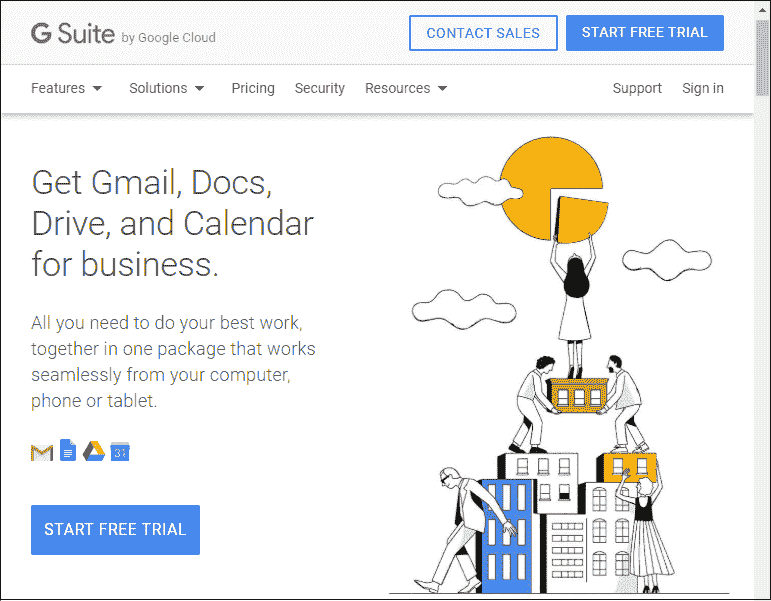 G Suite by Google Cloud
CONTACT SALES
START FREE TRIAL
Features
Solutions
Pricing
Security
Resources
Support
Sign in
Get Gmail, Docs,
Drive, and Calendar
for business.
All you need to do your best work,
together in one package that works
seamlessly from your computer,
phone or tablet.
31
START FREE TRIAL